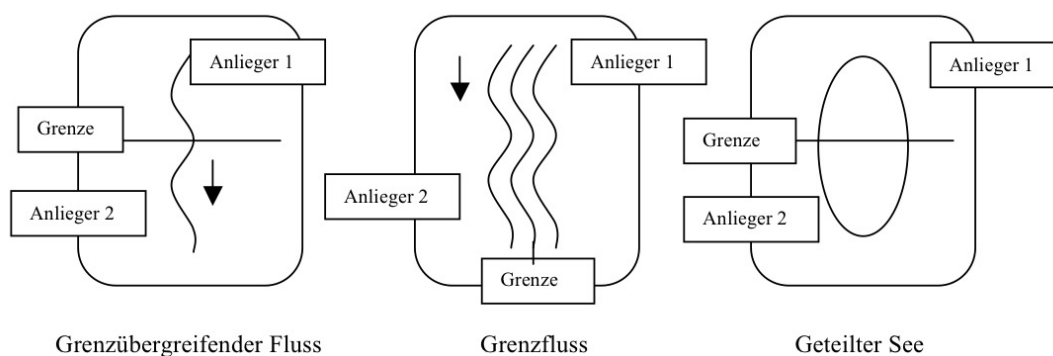 Anlieger 1
Grenze
Anlieger 2
Grenzübergreifender Fluss
Anlieger 1
Anlieger 2
Grenze
Grenzfluss
Anlieger 1
Grenze
Anlieger 2
Geteilter See